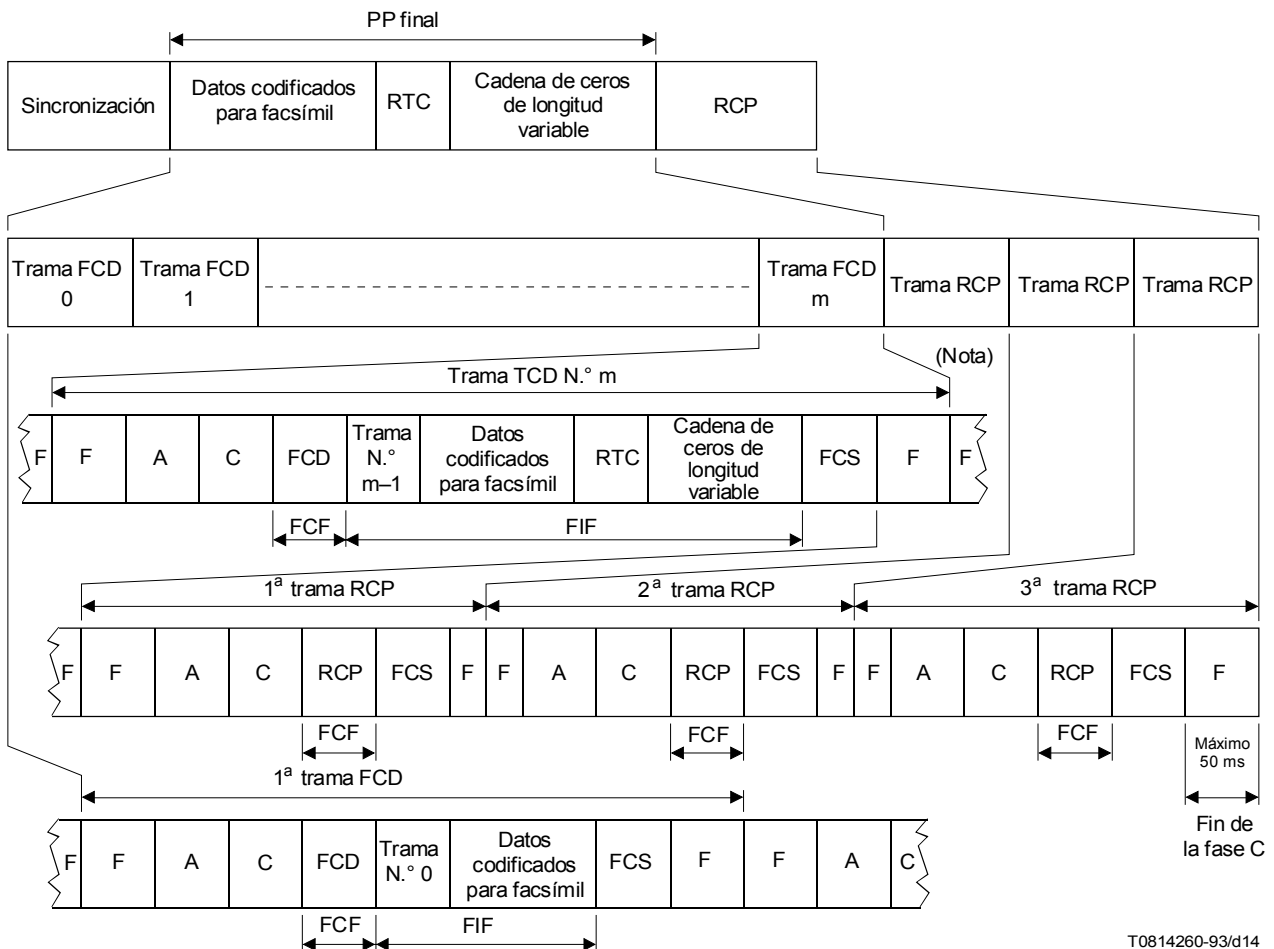 PP final
Sincronización
Datos codificados
para facsímil
RTC
Cadena de ceros
de longitud
variable
RCP
Trama FCD
0
Trama FCD
1
Trama FCD
m
Trama RCP
Trama RCP
Trama RCP
(Nota)
Trama TCD N.° m
F
F
A
C
FCD
Trama
N.°
m–1
Datos
codificados
para facsímil
RTC
Cadena de
ceros de
longitud
variable
FCS
F
F
FCF
FIF
1ª trama RCP
2ª trama RCP
3ª trama RCP
F
F
A
C
RCP
FCS
F
F
A
C
RCP
FCS
F
F
A
C
RCP
FCS
F
FCF
FCF
FCF
Máximo
50 ms
Fin de
la fase C
1ª trama FCD
F
F
A
C
FCD
Trama
N.° 0
Datos
codificados
para facsímil
FCS
F
F
A
C
FCF
FIF
T0814260-93/d14